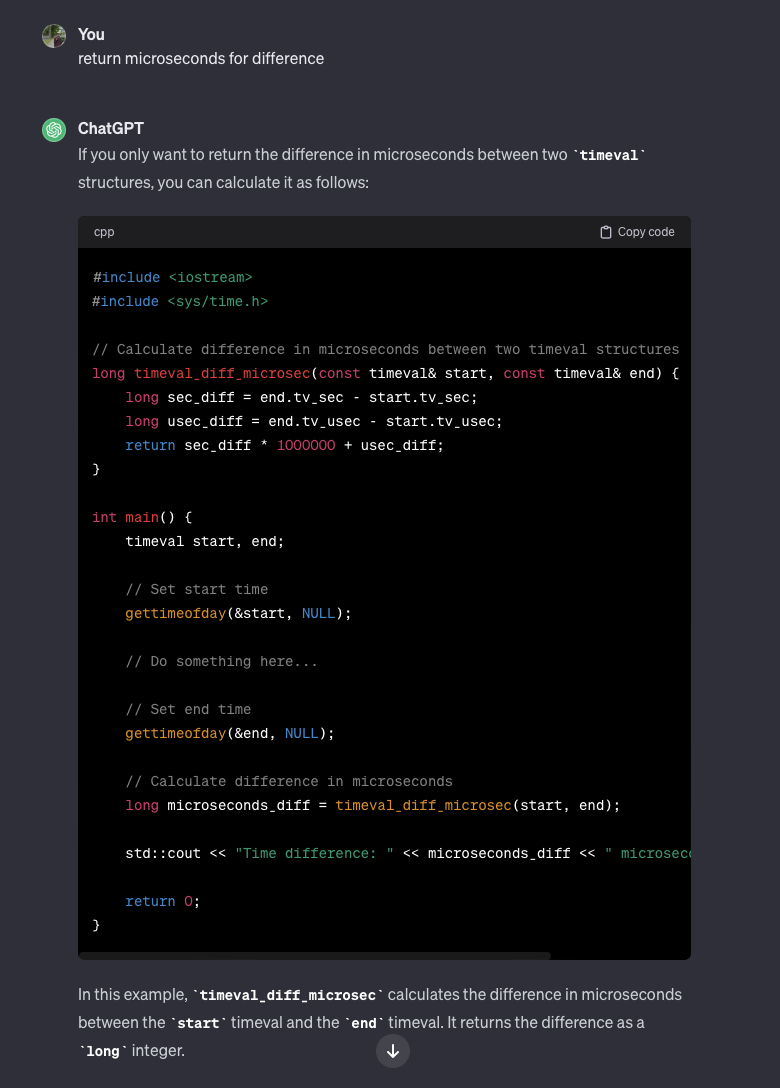 You
return microseconds for difference
ChatGPT
If you only want to return the difference in microseconds between two `timeval`
structures, you can calculate it as follows:
cpp
Copy code
#include <iostream>
#include <sys/time.h>
// Calculate difference in microseconds between two timeval structures
long timeval_diff_microsec(const timeval& start, const timeval& end) {
    long sec_diff = end.tv_sec - start.tv_sec;
    long usec_diff = end.tv_usec - start.tv_usec;
    return sec_diff * 1000000 + usec_diff;
}
int main() {
    timeval start, end;
    // Set start time
    gettimeofday(&start, NULL);
    // Do something here...
    // Set end time
    gettimeofday(&end, NULL);
    // Calculate difference in microseconds
    long microseconds_diff = timeval_diff_microsec(start, end);
    std::cout << "Time difference: " << microseconds_diff << " microsec
    return 0;
}
In this example, `timeval_diff_microsec` calculates the difference in microseconds
between the `start` timeval and the `end` timeval. It returns the difference as a
`long` integer.